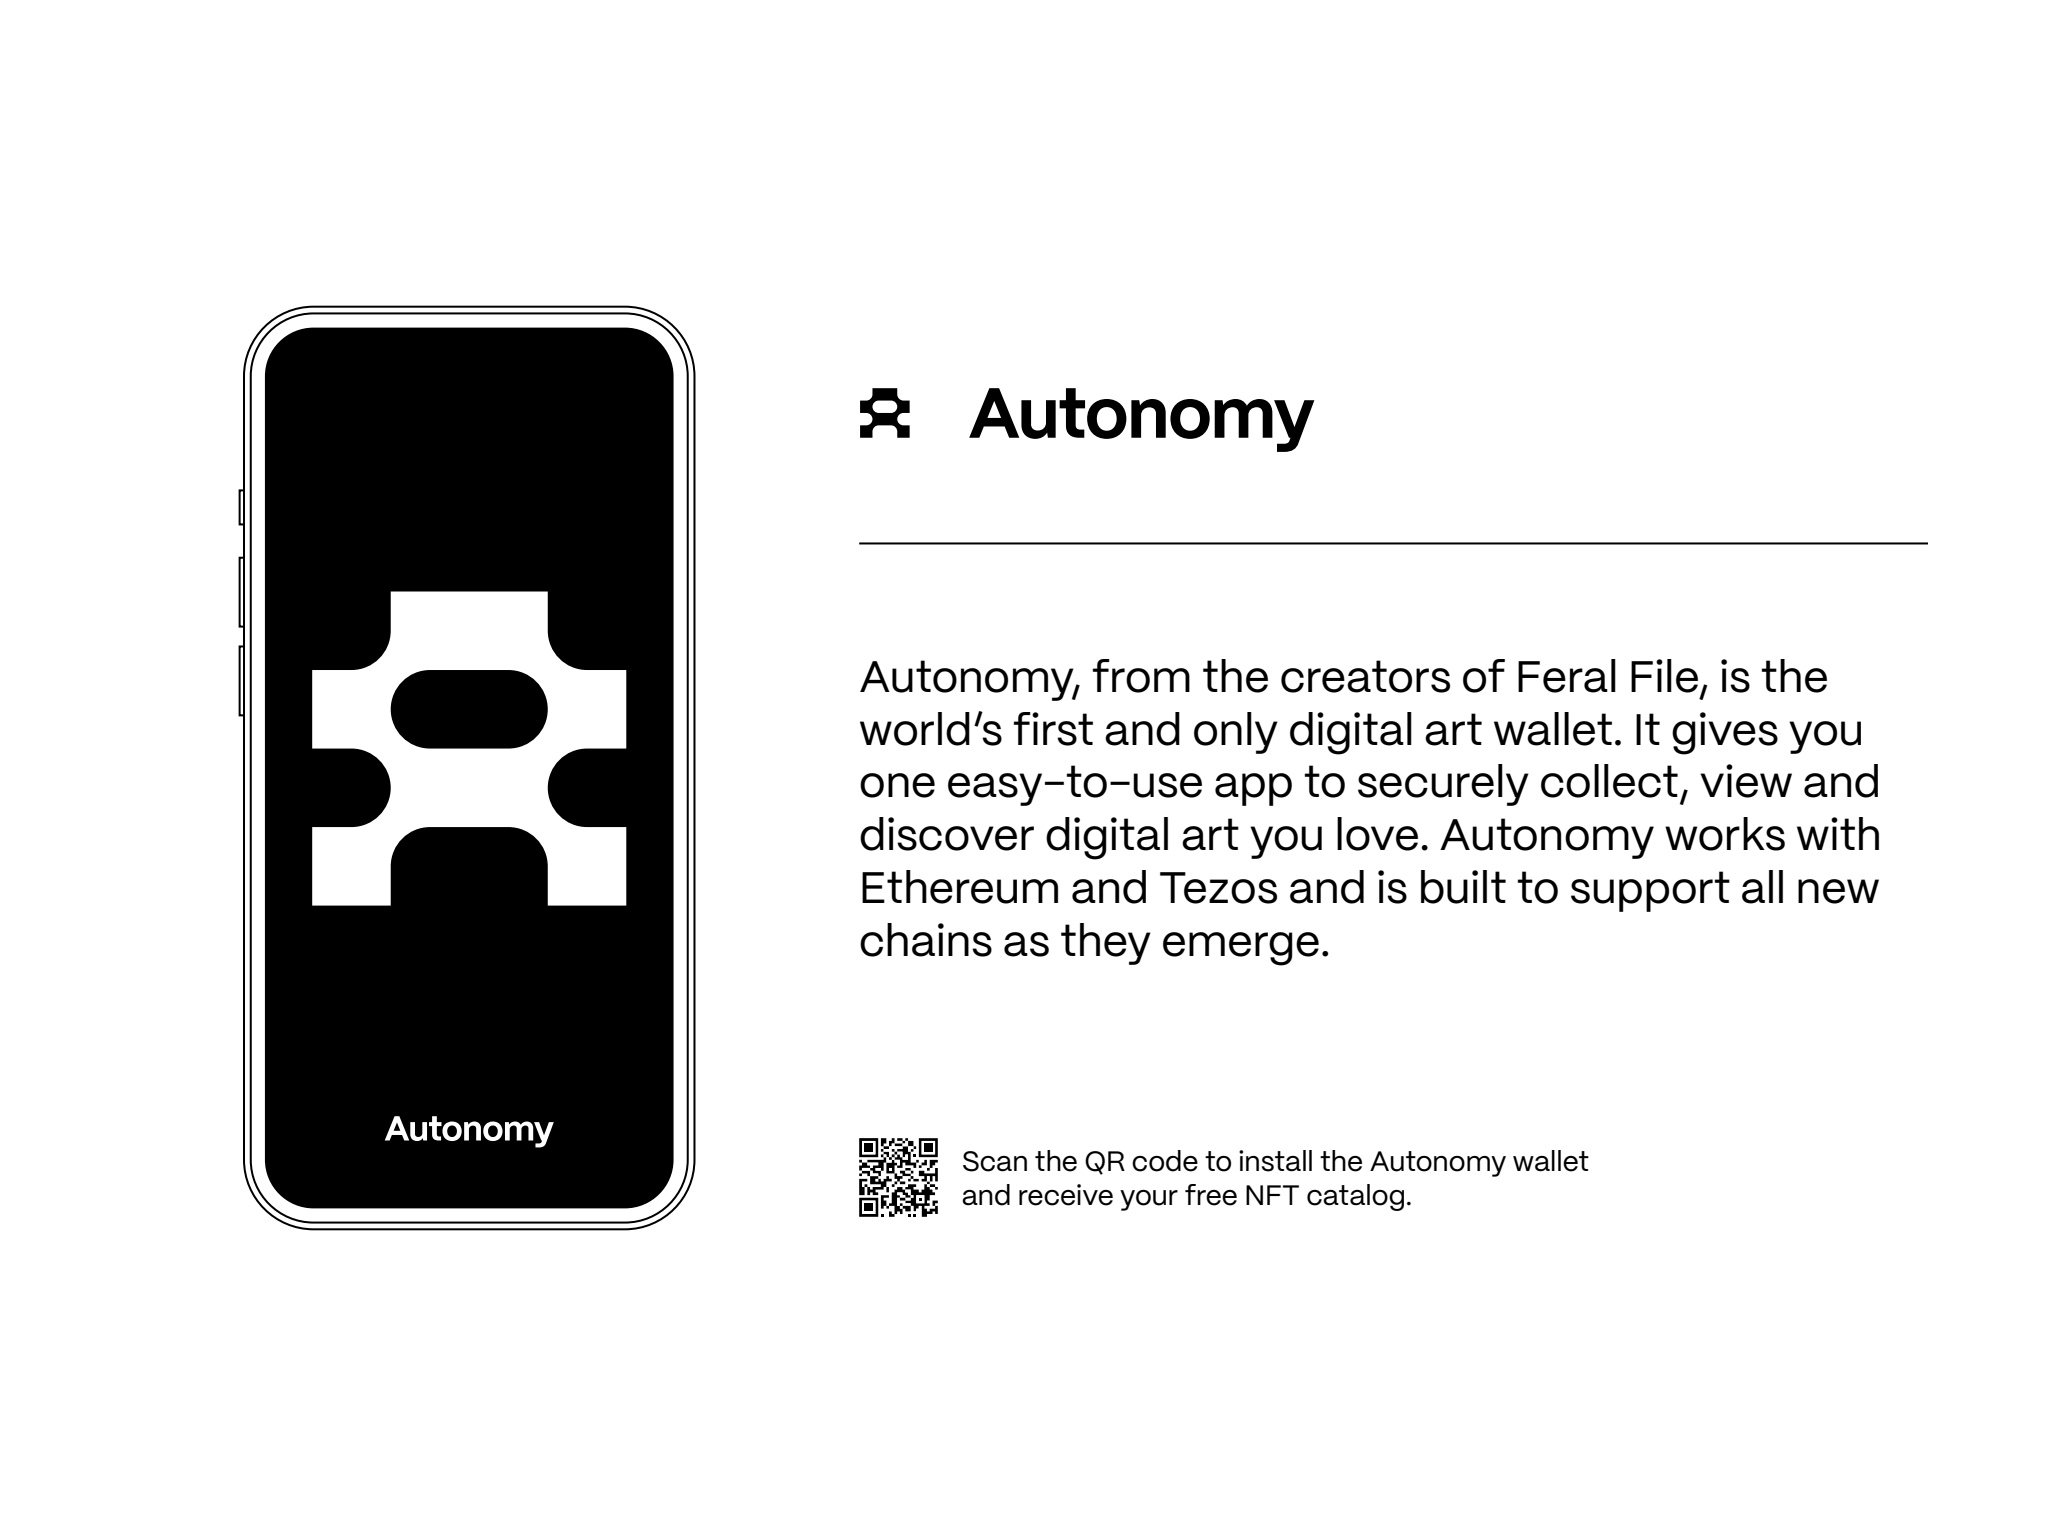 Autonomy
Autonomy
Autonomy, from the creators of Feral File, is the
world’s first and only digital art wallet. It gives you
one easy-to-use app to securely collect, view and
discover digital art you love. Autonomy works with
Ethereum and Tezos and is built to support all new
chains as they emerge.
Scan the QR code to install the Autonomy wallet
and receive your free NFT catalog.